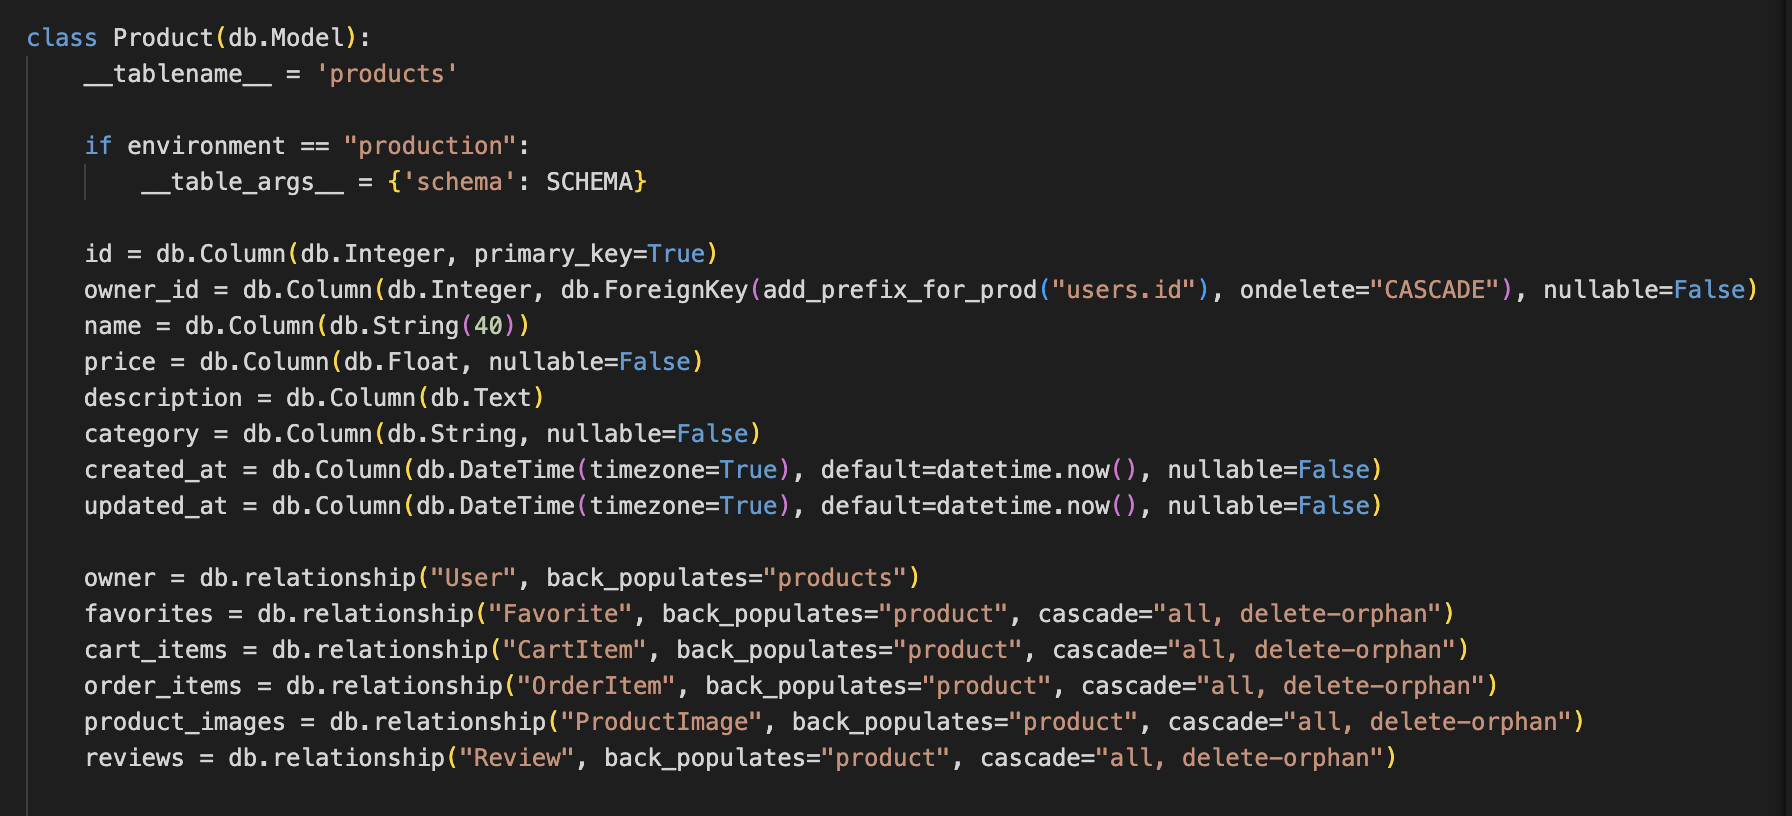 class Product(db.Model):
    __tablename__ = 'products'

    if environment == "production":
        __table_args__ = {'schema': SCHEMA}

    id = db.Column(db.Integer, primary_key=True)
    owner_id = db.Column(db.Integer, db.ForeignKey(add_prefix_for_prod("users.id"), ondelete="CASCADE"), nullable=False)
    name = db.Column(db.String(40))
    price = db.Column(db.Float, nullable=False)
    description = db.Column(db.Text)
    category = db.Column(db.String, nullable=False)
    created_at = db.Column(db.DateTime(timezone=True), default=datetime.now(), nullable=False)
    updated_at = db.Column(db.DateTime(timezone=True), default=datetime.now(), nullable=False)

    owner = db.relationship("User", back_populates="products")
    favorites = db.relationship("Favorite", back_populates="product", cascade="all, delete-orphan")
    cart_items = db.relationship("CartItem", back_populates="product", cascade="all, delete-orphan")
    order_items = db.relationship("OrderItem", back_populates="product", cascade="all, delete-orphan")
    product_images = db.relationship("ProductImage", back_populates="product", cascade="all, delete-orphan")
    reviews = db.relationship("Review", back_populates="product", cascade="all, delete-orphan")